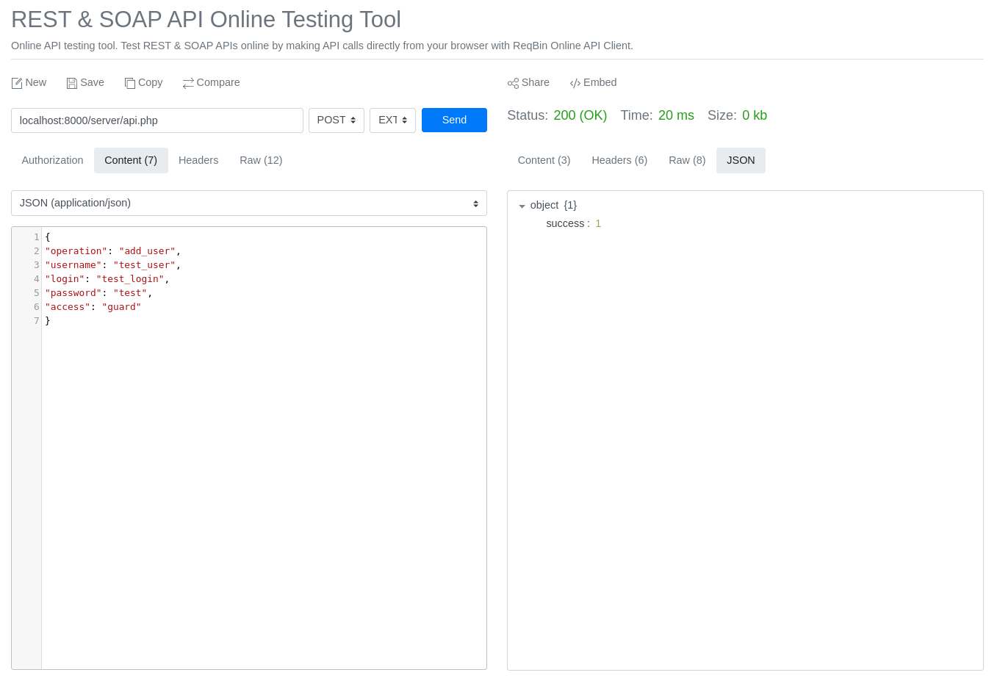 REST & SOAP API Online Testing Tool
Online API testing tool. Test REST & SOAP APIs online by making API calls directly from your browser with ReqBin Online API Client.
New Save Copy Compare
Share Embed
localhost:8000/server/api.php POST EXT Send
Status: 200 (OK) Time: 20 ms Size: 0 kb
Authorization Content (7) Headers Raw (12)
Content (3) Headers (6) Raw (8) JSON
JSON (application/json)
1 {
2 "operation": "add_user",
3 "username": "test_user",
4 "login": "test_login",
5 "password": "test",
6 "access": "guard"
7 }
object {1}
success : 1